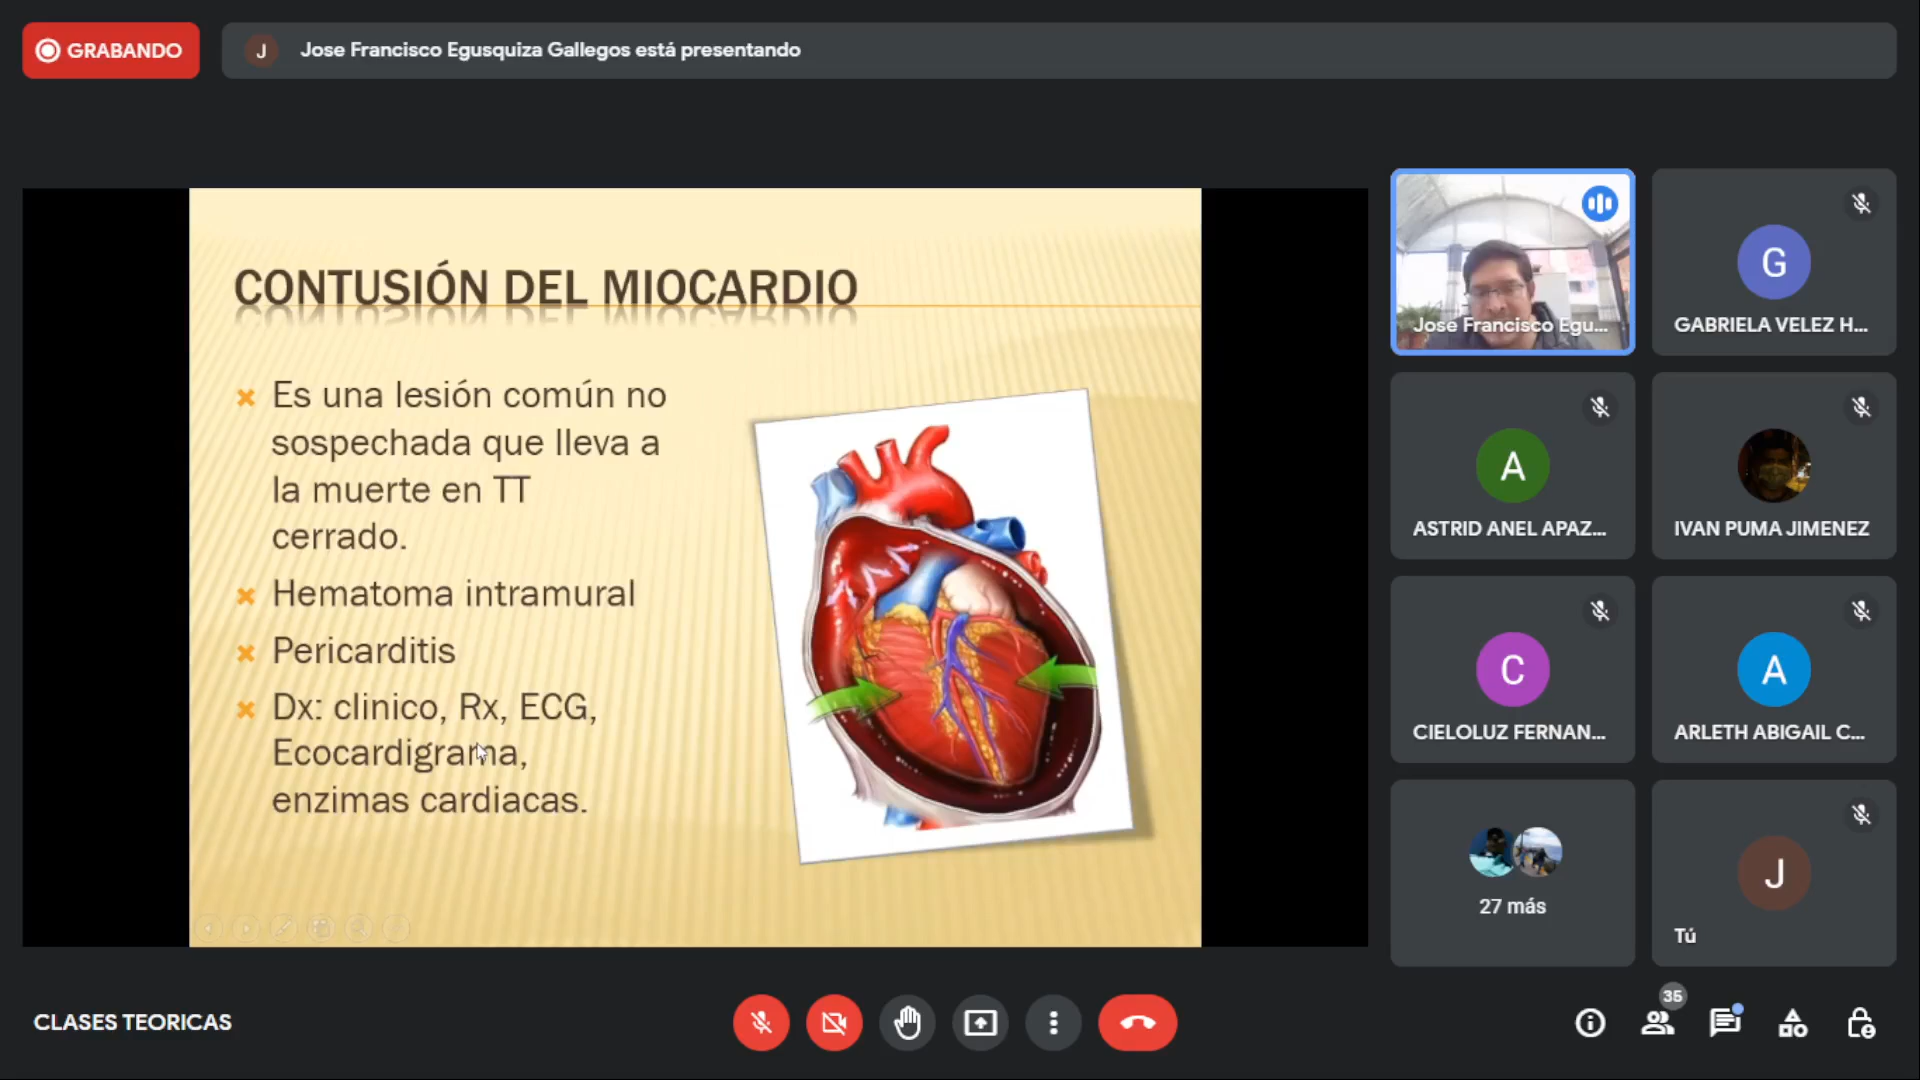 GRABANDO
J
Jose Francisco Egusquiza Gallegos está presentando
CONTUSIÓN DEL MIOCARDIO
Es una lesión común no
sospechada que lleva a
la muerte en TT
cerrado.
Hematoma intramural
Pericarditis
Dx: clinico, Rx, ECG,
Ecocardigrama,
enzimas cardiacas.
Jose Francisco Egu...
G
GABRIELA VELEZ H...
A
ASTRID ANEL APAZ...
IVAN PUMA JIMENEZ
C
CIELOLUZ FERNAN...
A
ARLETH ABIGAIL C...
27 más
J
Tú
CLASES TEORICAS
35